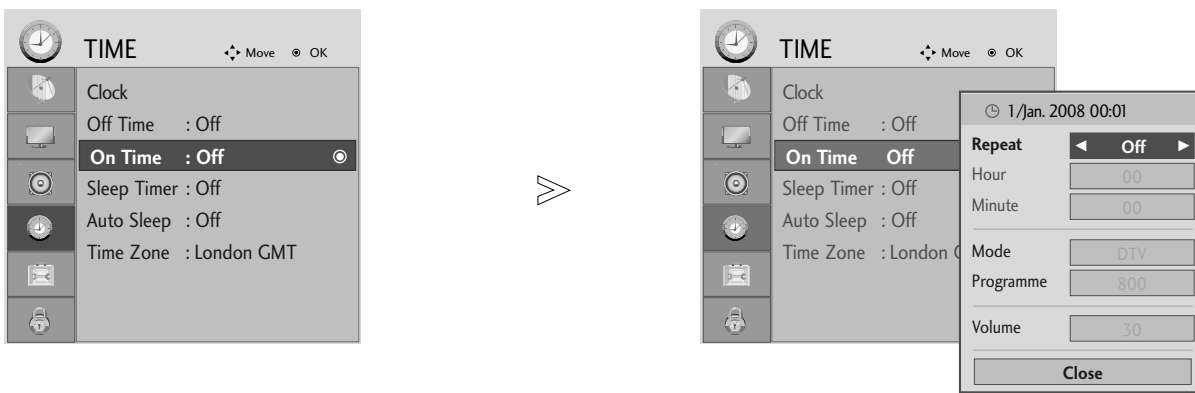 TIME Move OK
Clock
Off Time : Off
On Time : Off
Sleep Timer : Off
Auto Sleep : Off
Time Zone : London GMT
TIME Move OK
Clock
Off Time : Off
On Time Off
Sleep Timer : Off
Auto Sleep : Off
Time Zone : London
1/Jan. 2008 00:01
Repeat ◄ Off ►
Hour 00
Minute 00
Mode DTV
Programme 800
Volume 30
Close